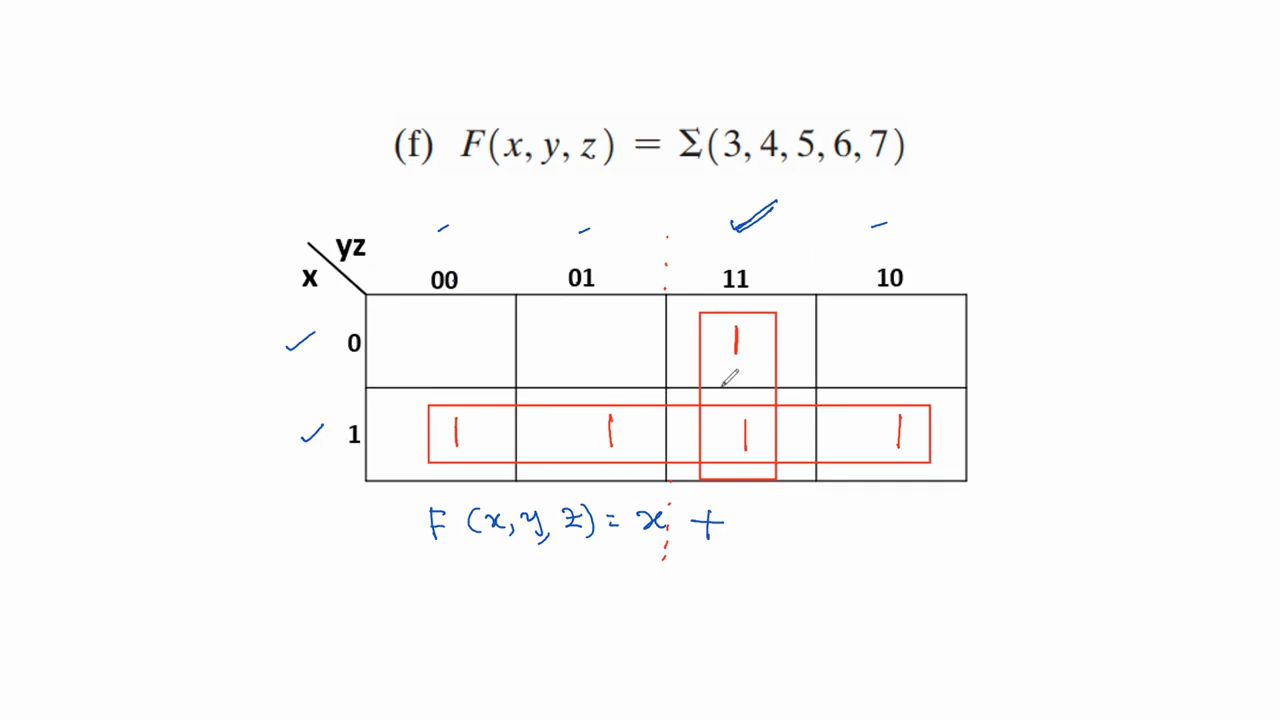 (f) F(x, y, z) = Σ(3, 4, 5, 6, 7)
yz
x 00 01 11 10
0 1
1 1 1 1 1
F (x, y, z) = x +